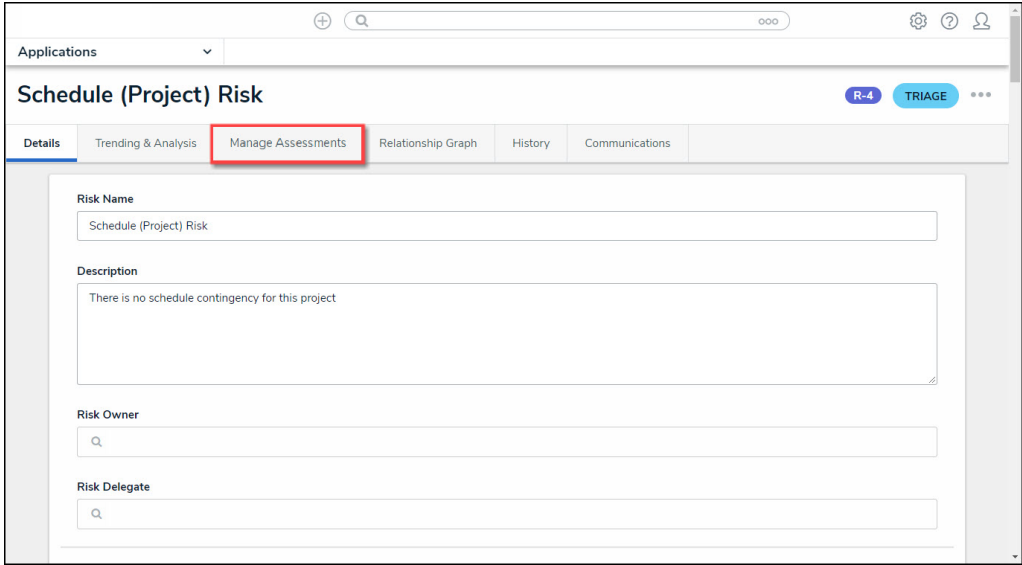 Applications
Schedule (Project) Risk
R-4
TRIAGE
Details
Trending & Analysis
Manage Assessments
Relationship Graph
History
Communications
Risk Name
Schedule (Project) Risk
Description
There is no schedule contingency for this project
Risk Owner
Risk Delegate